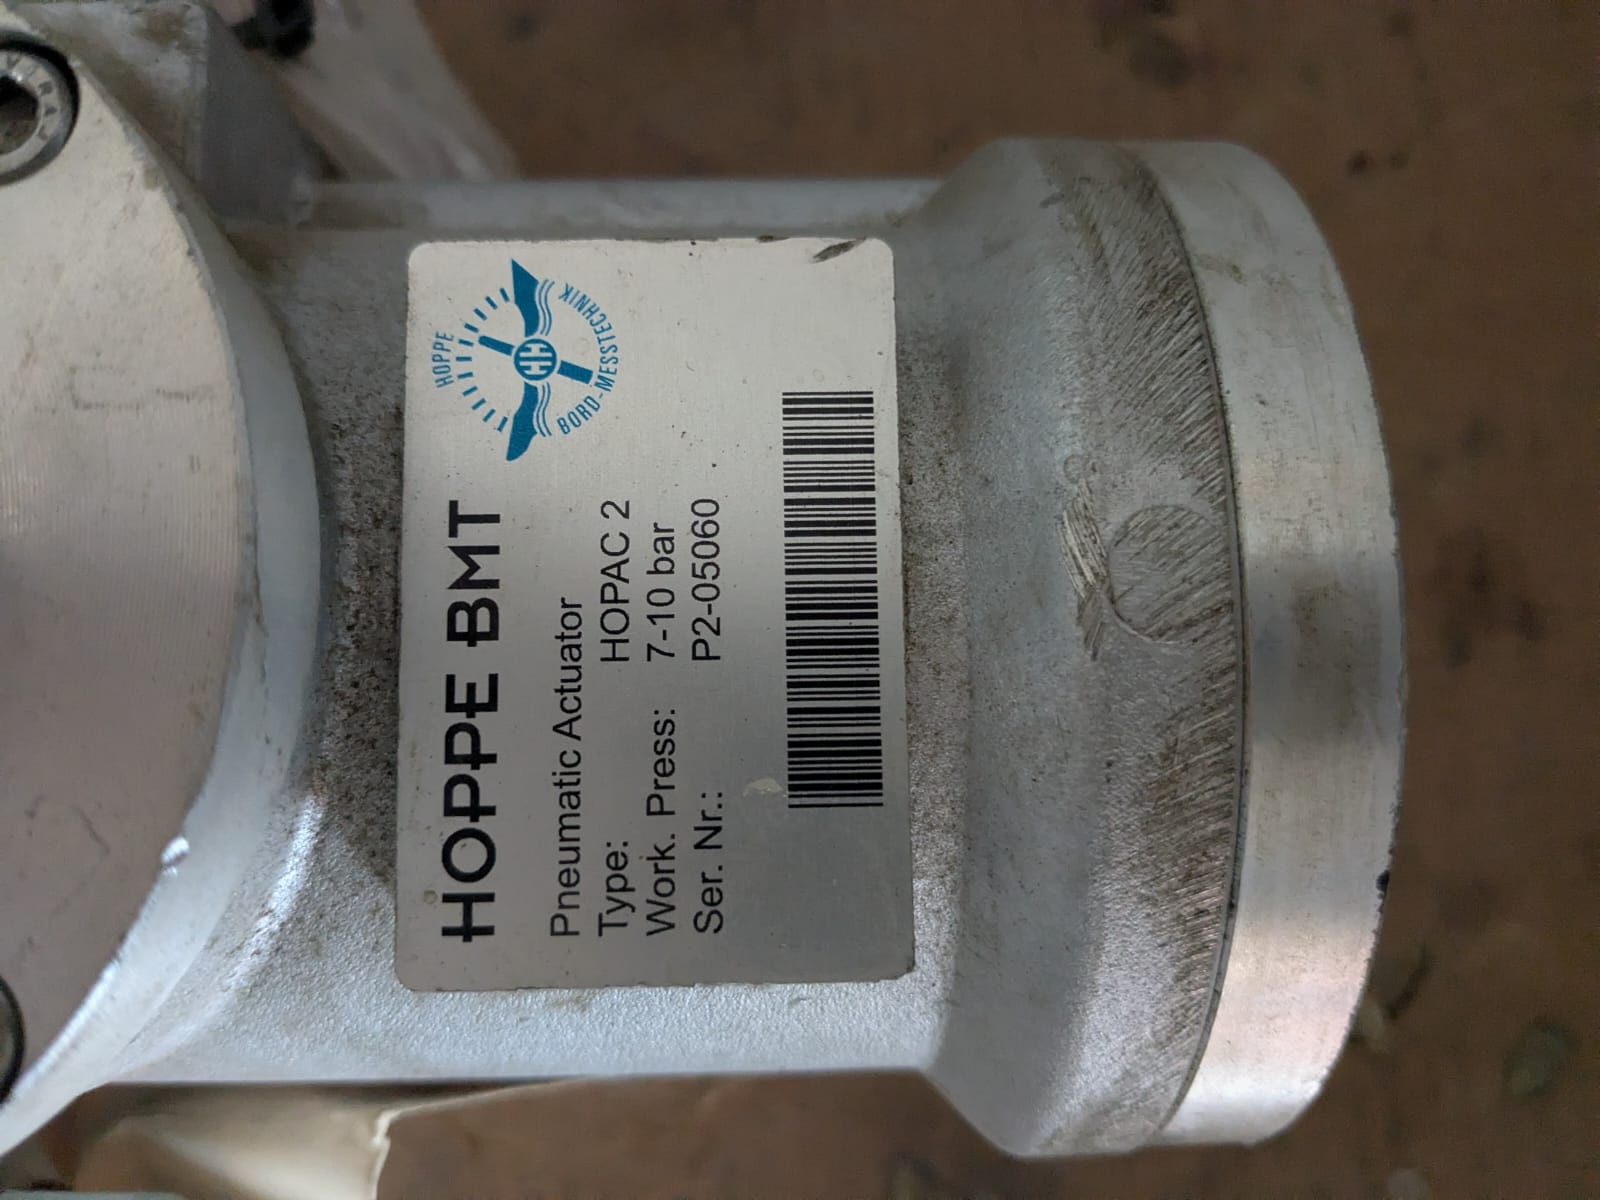 HOPPE BMT
HOPPE
BORD-MESSTECHNIK
Pneumatic Actuator
Type: HOPAC 2
Work. Press: 7-10 bar
Ser. Nr.: P2-05060